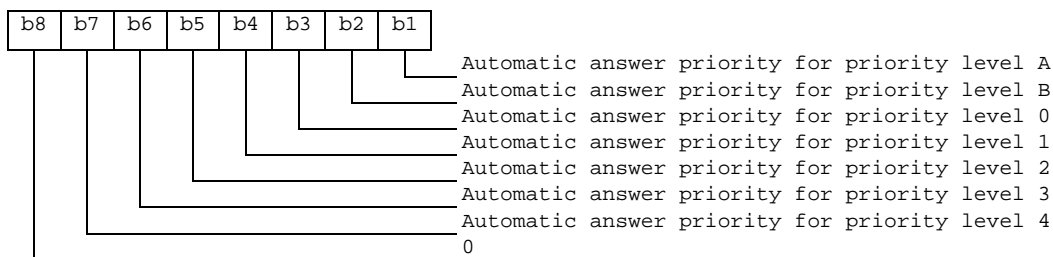 b8 b7 b6 b5 b4 b3 b2 b1
Automatic answer priority for priority level A
Automatic answer priority for priority level B
Automatic answer priority for priority level 0
Automatic answer priority for priority level 1
Automatic answer priority for priority level 2
Automatic answer priority for priority level 3
Automatic answer priority for priority level 4
0